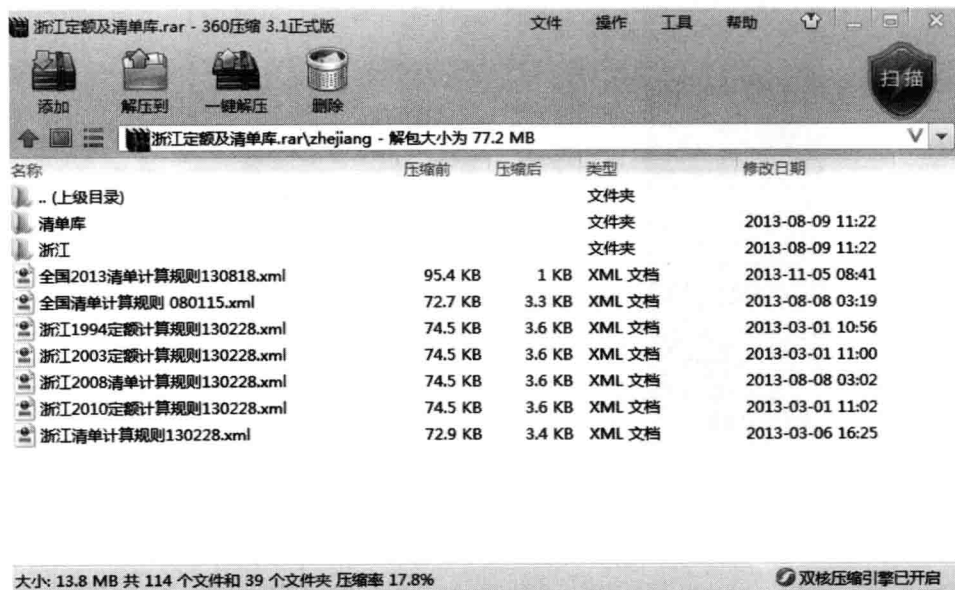 浙江定额及清单库.rar - 360压缩 3.1正式版 文件 操作 工具 帮助
添加 解压到 一键解压 删除 扫描
浙江定额及清单库.rar\zhejiang - 解包大小为 77.2 MB
名称 压缩前 压缩后 类型 修改日期
.. (上级目录) 文件夹
清单库 文件夹 2013-08-09 11:22
浙江 文件夹 2013-08-09 11:22
全国2013清单计算规则130818.xml 95.4 KB 1 KB XML 文档 2013-11-05 08:41
全国清单计算规则 080115.xml 72.7 KB 3.3 KB XML 文档 2013-08-08 03:19
浙江1994定额计算规则130228.xml 74.5 KB 3.6 KB XML 文档 2013-03-01 10:56
浙江2003定额计算规则130228.xml 74.5 KB 3.6 KB XML 文档 2013-03-01 11:00
浙江2008清单计算规则130228.xml 74.5 KB 3.6 KB XML 文档 2013-08-08 03:02
浙江2010定额计算规则130228.xml 74.5 KB 3.6 KB XML 文档 2013-03-01 11:02
浙江清单计算规则130228.xml 72.9 KB 3.4 KB XML 文档 2013-03-06 16:25
大小: 13.8 MB 共 114 个文件和 39 个文件夹 压缩率 17.8% 双核压缩引擎已开启